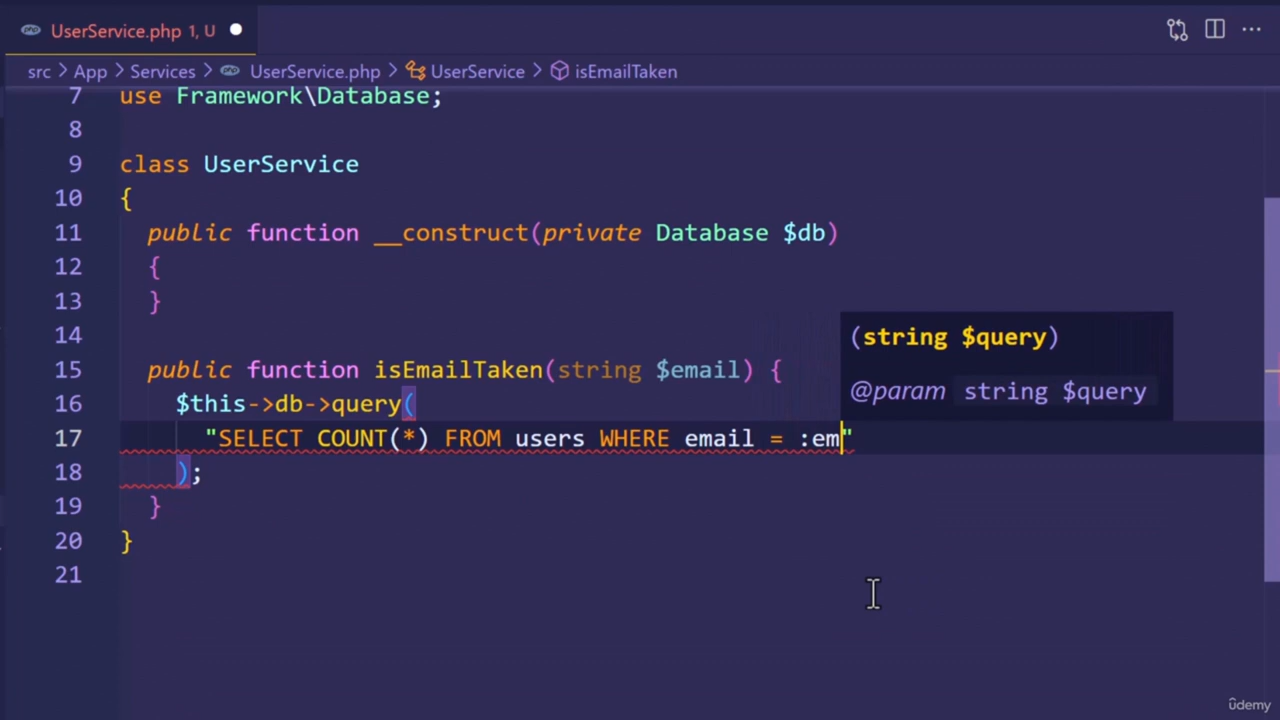 UserService.php 1, U
src > App > Services > UserService.php > UserService > isEmailTaken
7 use Framework\Database;
8
9 class UserService
10 {
11 public function __construct(private Database $db)
12 {
13 }
14
(string $query)
15 public function isEmailTaken(string $email) {
@param string $query
16 $this->db->query(
17 "SELECT COUNT(*) FROM users WHERE email = :em"
18 );
19 }
20 }
21
ûdemy